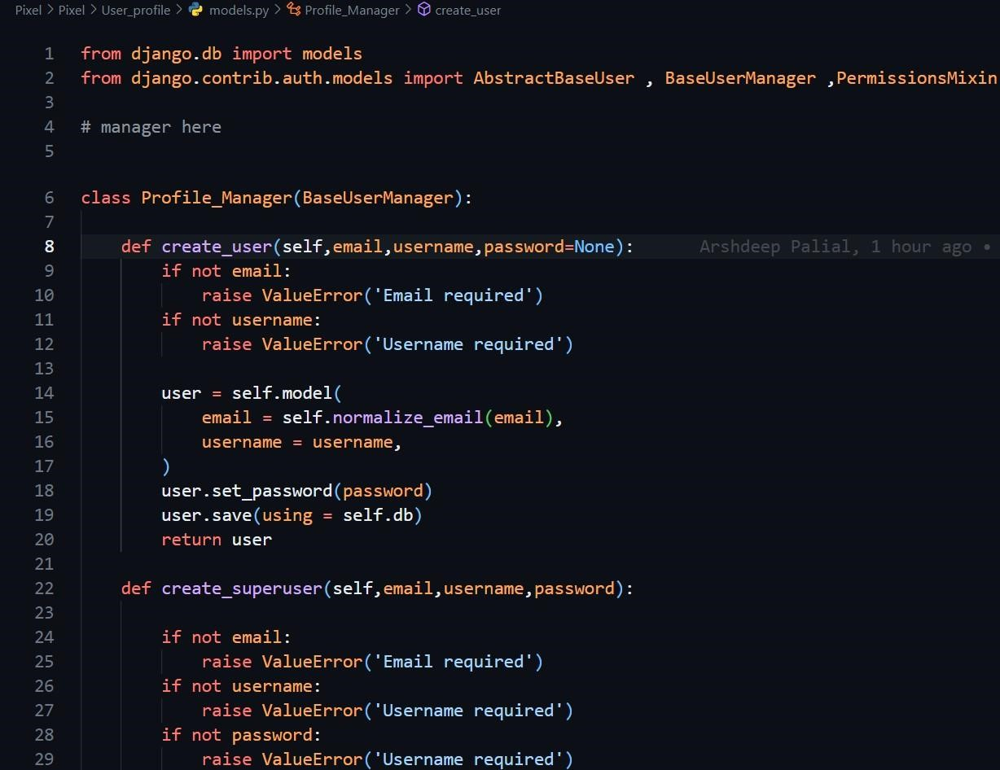 Pixel > Pixel > User_profile > models.py > Profile_Manager > create_user
1 from django.db import models
2 from django.contrib.auth.models import AbstractBaseUser , BaseUserManager ,PermissionsMixin
3
4 # manager here
5
6 class Profile_Manager(BaseUserManager):
7
8     def create_user(self,email,username,password=None):    Arshdeep Palial, 1 hour ago •
9         if not email:
10             raise ValueError('Email required')
11         if not username:
12             raise ValueError('Username required')
13
14         user = self.model(
15             email = self.normalize_email(email),
16             username = username,
17         )
18         user.set_password(password)
19         user.save(using = self.db)
20         return user
21
22     def create_superuser(self,email,username,password):
23
24         if not email:
25             raise ValueError('Email required')
26         if not username:
27             raise ValueError('Username required')
28         if not password:
29             raise ValueError('Username required')